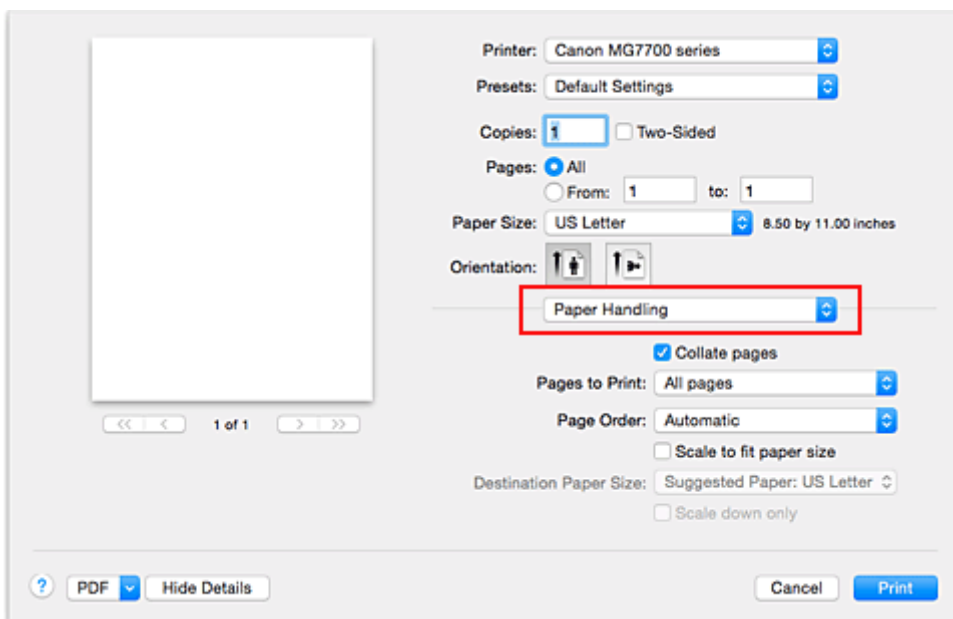 Printer: Canon MG7700 series
Presets: Default Settings
Copies: 1 Two-Sided
Pages: All
From: 1 to: 1
Paper Size: US Letter 8.50 by 11.00 inches
Orientation:
Paper Handling
Collate pages
Pages to Print: All pages
Page Order: Automatic
Scale to fit paper size
Destination Paper Size: Suggested Paper: US Letter
Scale down only
<< < 1 of 1 > >>
? PDF Hide Details Cancel Print